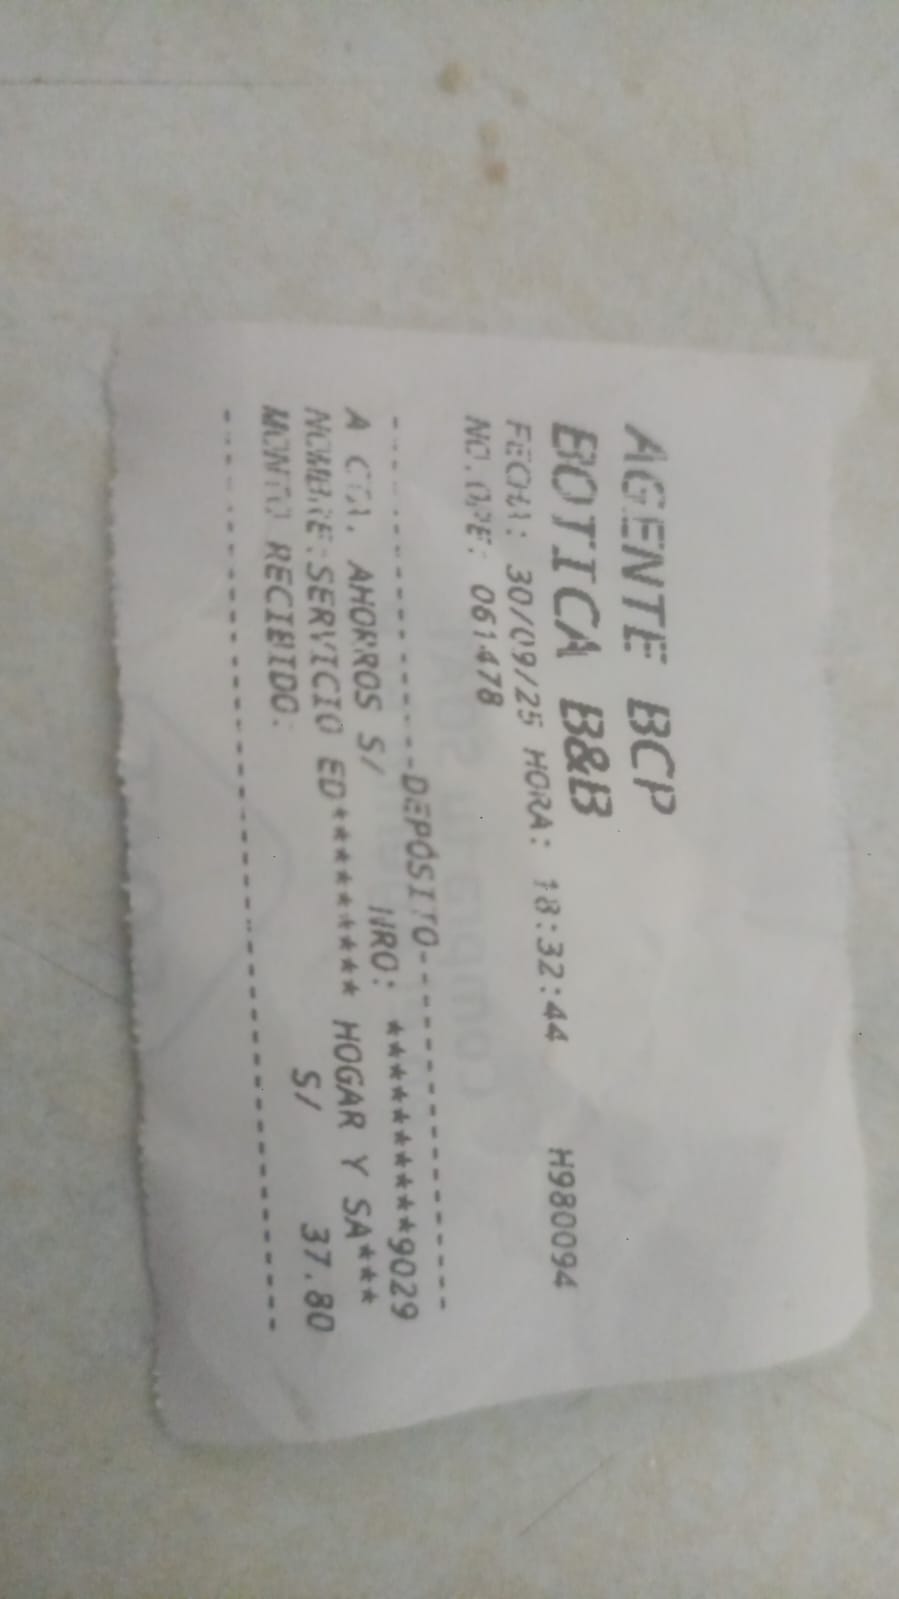 AGENTE BCP
BOTICA B&B
FECHA: 30/09/25 HORA: 18:32:44 H980094
NO.OPE: 061478
--------------------DEPÓSITO--------------------
A CTA. AHORROS S/ NRO: **********9029
NOMBRE:SERVICIO ED********* HOGAR Y SA***
MONTO RECIBIDO: S/ 37.80
------------------------------------------------